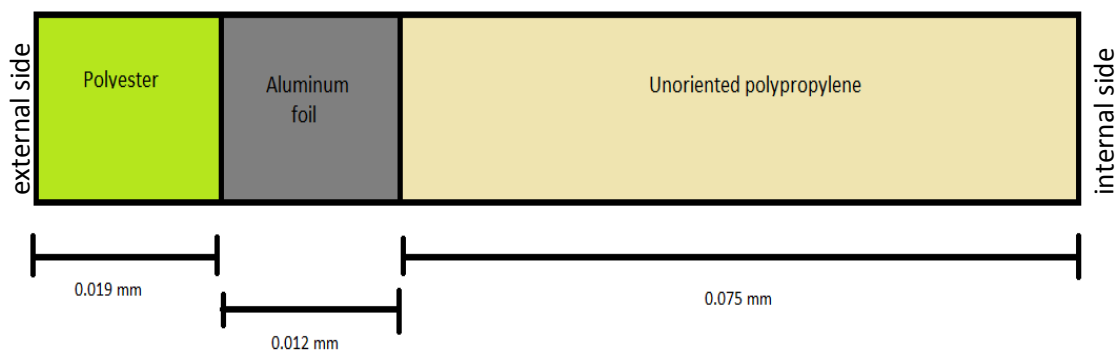 external side
Polyester
Aluminum
foil
Unoriented polypropylene
internal side
0.019 mm
0.012 mm
0.075 mm